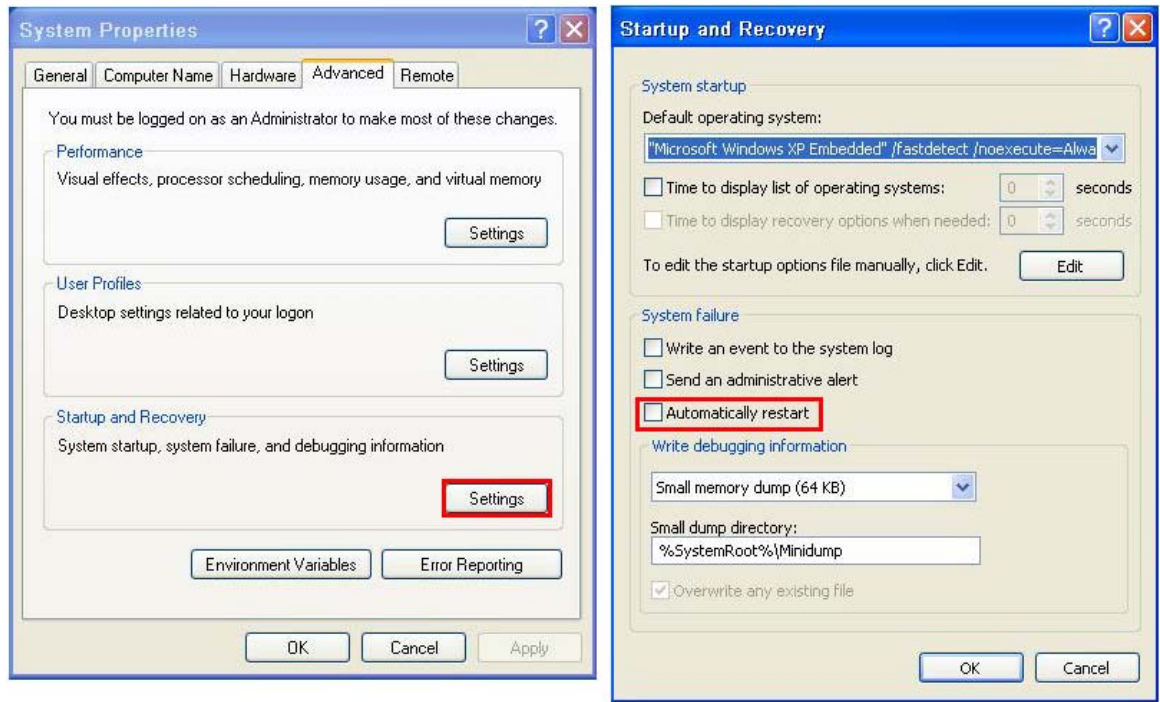 System Properties
General Computer Name Hardware Advanced Remote
You must be logged on as an Administrator to make most of these changes.
Performance
Visual effects, processor scheduling, memory usage, and virtual memory
Settings
User Profiles
Desktop settings related to your logon
Settings
Startup and Recovery
System startup, system failure, and debugging information
Settings
Environment Variables Error Reporting
OK Cancel Apply
Startup and Recovery
System startup
Default operating system:
"Microsoft Windows XP Embedded" /fastdetect /noexecute=Alwa
Time to display list of operating systems: 0 seconds
Time to display recovery options when needed: 0 seconds
To edit the startup options file manually, click Edit. Edit
System failure
Write an event to the system log
Send an administrative alert
Automatically restart
Write debugging information
Small memory dump (64 KB)
Small dump directory:
%SystemRoot%\Minidump
Overwrite any existing file
OK Cancel